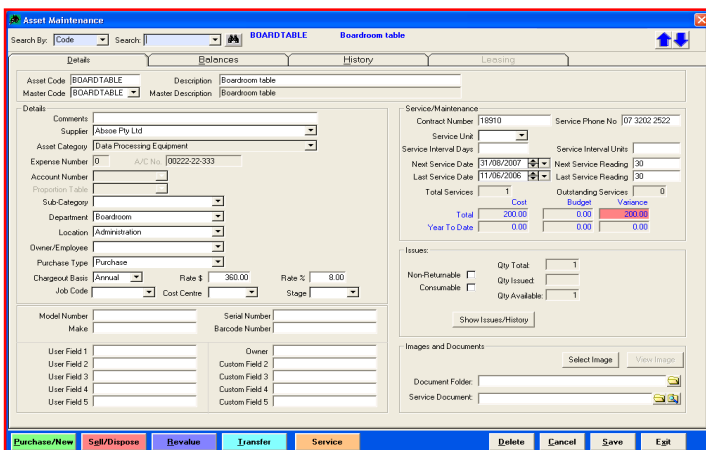 Asset Maintenance
Search By: Code Search: BOARDTABLE Boardroom table
Details Balances History Leasing
Asset Code BOARDTABLE Description Boardroom table
Master Code BOARDTABLE Master Description Boardroom table
Details
Comments
Supplier Absoe Pty Ltd
Asset Category Data Processing Equipment
Expense Number 0 A/C No. 00222-22-333
Account Number
Proportion Table
Sub-Category
Department Boardroom
Location Administration
Owner/Employee
Purchase Type Purchase
Chargeout Basis Annual Rate $ 360.00 Rate % 8.00
Job Code Cost Centre Stage
Model Number Serial Number
Make Barcode Number
User Field 1 Owner
User Field 2 Custom Field 2
User Field 3 Custom Field 3
User Field 4 Custom Field 4
User Field 5 Custom Field 5
Service/Maintenance
Contract Number 18910 Service Phone No 07 3202 2522
Service Unit
Service Interval Days Service Interval Units
Next Service Date 31/08/2007 Next Service Reading 30
Last Service Date 11/06/2006 Last Service Reading 30
Total Services 1 Outstanding Services 0
Cost Budget Variance
Total 200.00 0.00 200.00
Year To Date 0.00 0.00 0.00
Issues:
Qty Total: 1
Non-Returnable Qty Issued:
Consumable Qty Available: 1
Show Issues/History
Images and Documents
Select Image View Image
Document Folder:
Service Document:
Purchase/New Sell/Dispose Revalue Transfer Service Delete Cancel Save Exit